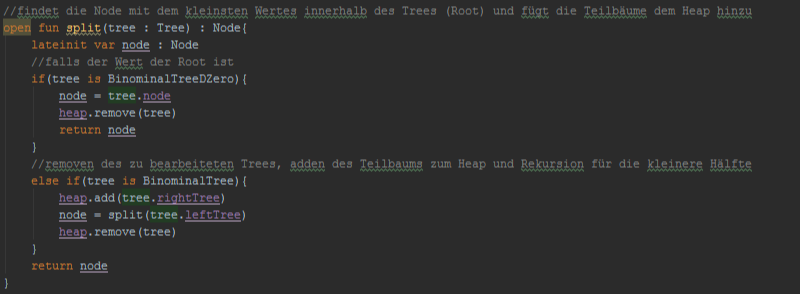 //findet die Node mit dem kleinsten Wertes innerhalb des Trees (Root) und fügt die Teilbäume dem Heap hinzu
open fun split(tree : Tree) : Node{
    lateinit var node : Node
    //falls der Wert der Root ist
    if(tree is BinominalTreeDZero){
        node = tree.node
        heap.remove(tree)
        return node
    }
    //removen des zu bearbeiteten Trees, adden des Teilbaums zum Heap und Rekursion für die kleinere Hälfte
    else if(tree is BinominalTree){
        heap.add(tree.rightTree)
        node = split(tree.leftTree)
        heap.remove(tree)
    }
    return node
}